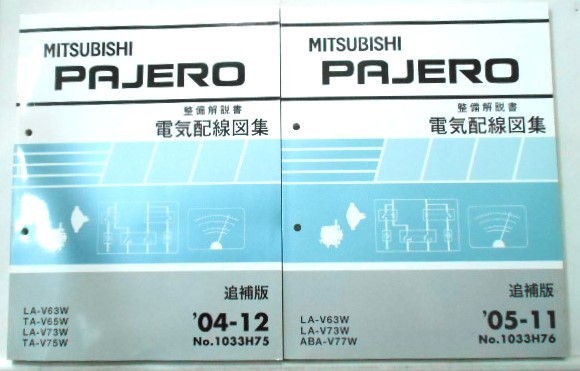 MITSUBISHI
PAJERO
整備解説書
電気配線図集
追補版
LA-V63W
TA-V65W
LA-V73W
TA-V75W
'04-12
No.1033H75
MITSUBISHI
PAJERO
整備解説書
電気配線図集
追補版
LA-V63W
LA-V73W
ABA-V77W
'05-11
No.1033H76